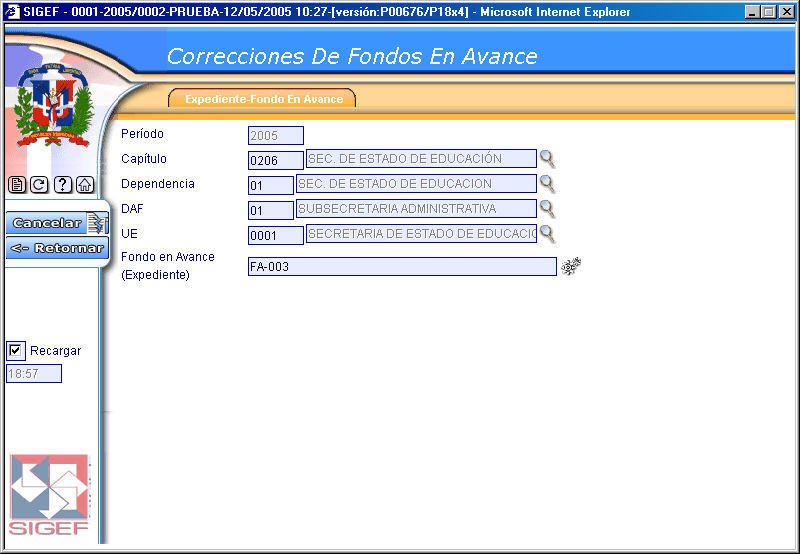 SIGEF - 0001-2005/0002-PRUEBA-12/05/2005 10:27-[versión:P00676/P18x4] - Microsoft Internet Explorer
Correcciones De Fondos En Avance
Expediente-Fondo En Avance
Período 2005
Capítulo 0206 SEC. DE ESTADO DE EDUCACIÓN
Dependencia 01 SEC. DE ESTADO DE EDUCACION
DAF 01 SUBSECRETARIA ADMINISTRATIVA
UE 0001 SECRETARIA DE ESTADO DE EDUCACIO
Fondo en Avance
(Expediente)
FA-003
?
Cancelar
<- Retornar
Recargar
18:57
SIGEF